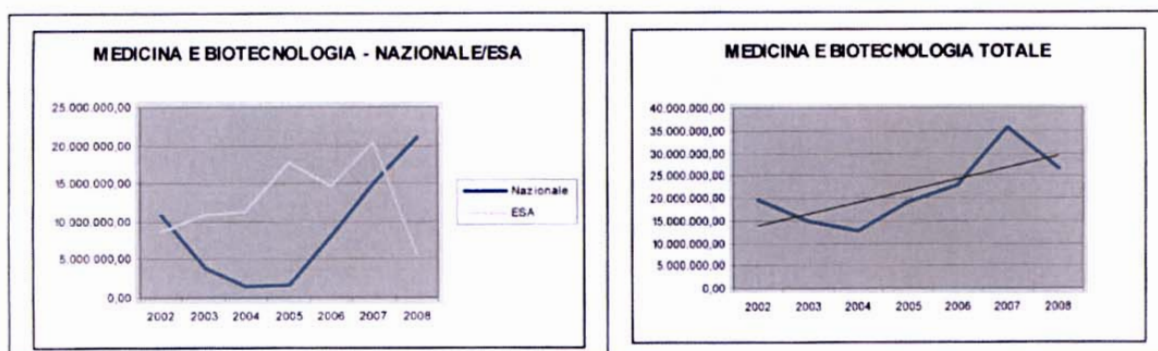 MEDICINA E BIOTECNOLOGIA - NAZIONALE/ESA
25.000.000,00
20.000.000,00
15.000.000,00
10.000.000,00
5.000.000,00
0,00
2002 2003 2004 2005 2006 2007 2008
Nazionale
ESA
MEDICINA E BIOTECNOLOGIA TOTALE
40.000.000,00
35.000.000,00
30.000.000,00
25.000.000,00
20.000.000,00
15.000.000,00
10.000.000,00
5.000.000,00
0,00
2002 2003 2004 2005 2006 2007 2008